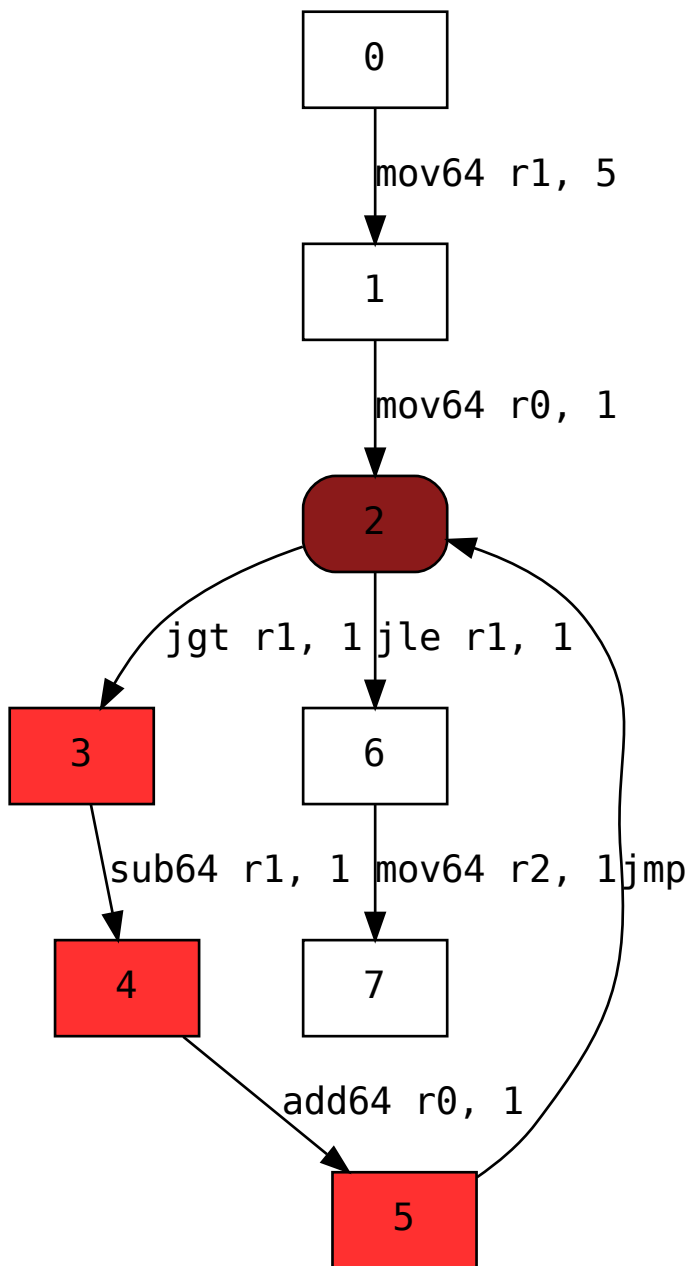 0
mov64 r1, 5
1
mov64 r0, 1
2
jgt r1, 1
jle r1, 1
3
6
sub64 r1, 1
mov64 r2, 1
jmp
4
7
add64 r0, 1
5